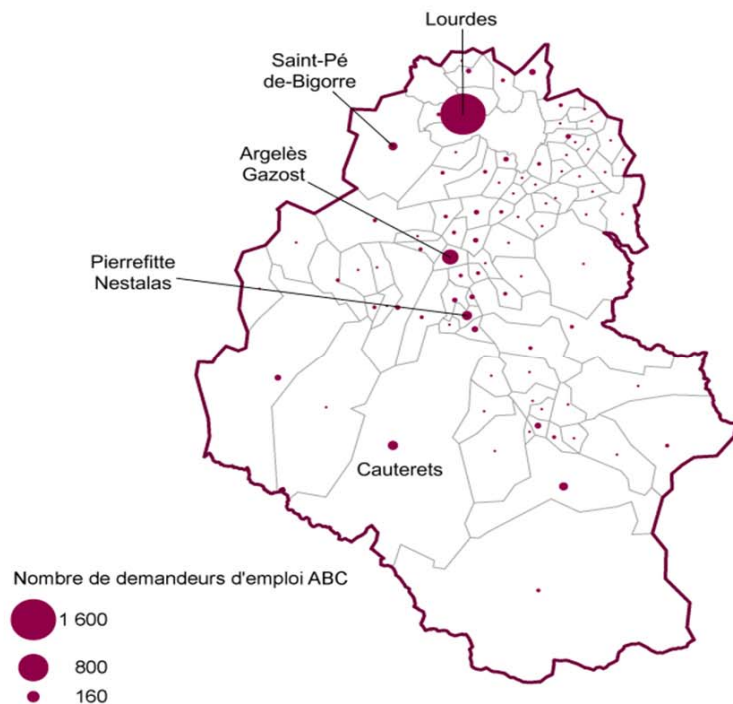 Lourdes
Saint-Pé
de-Bigorre
Argelès
Gazost
Pierrefitte
Nestalas
Cauterets
Nombre de demandeurs d'emploi ABC
1 600
800
160